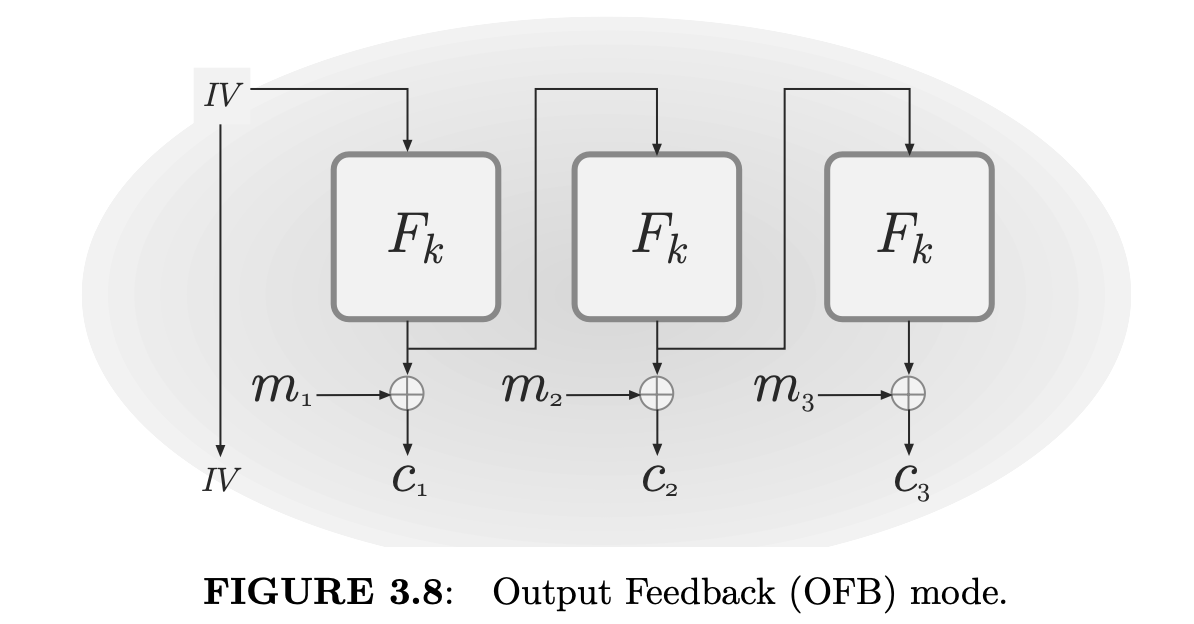 IV
F_k F_k F_k
m_1 m_2 m_3
IV c_1 c_2 c_3
FIGURE 3.8: Output Feedback (OFB) mode.